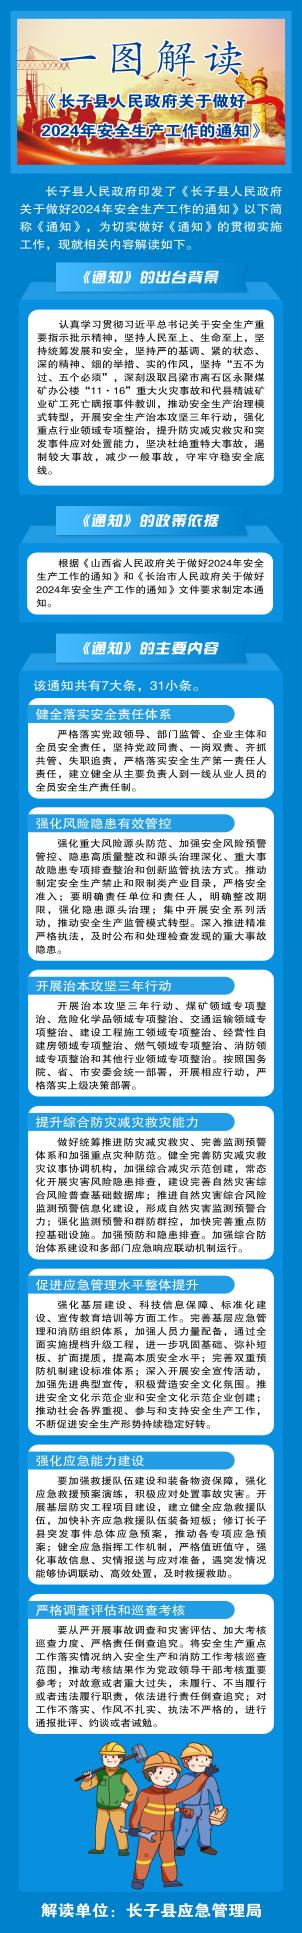 一图解读
《长子县人民政府关于做好
2024年安全生产工作的通知》
长子县人民政府印发了《长子县人民政府
关于做好2024年安全生产工作的通知》以下简
称《通知》，为切实做好《通知》的贯彻实施
工作，现就相关内容解读如下。
《通知》的出台背景
认真学习贯彻习近平总书记关于安全生产重
要指示批示精神，坚持人民至上、生命至上，坚
持统筹发展和安全，坚持严的基调、紧的状态、
深的精神、细的举措、实的作风，坚持“五不为
过、五个必须”，深刻汲取吕梁市离石区永聚煤
矿办公楼“11·16”重大火灾事故和代县精诚矿
业矿工死亡瞒报事件教训，推动安全生产治理模
式转型，开展安全生产治本攻坚三年行动，强化
重点行业领域专项整治，提升防灾减灾救灾和突
发事件应对处置能力，坚决杜绝重特大事故，遏
制较大事故，减少一般事故，守牢守稳安全底
线。
《通知》的政策依据
根据《山西省人民政府关于做好2024年安全
生产工作的通知》和《长治市人民政府关于做好
2024年安全生产工作的通知》文件要求制定本通
知。
《通知》的主要内容
该通知共有7大条，31小条。
健全落实安全责任体系
严格落实党政领导、部门监管、企业主体和
全员安全责任，坚持党政同责、一岗双责、齐抓
共管、失职追责，严格落实安全生产第一责任人
责任，建立健全从主要负责人到一线从业人员的
全员安全生产责任制。
强化风险隐患有效管控
强化重大风险源头防范、加强安全风险预警
管控、隐患高质量整改和源头治理深化、重大事
故隐患专项排查整治和创新监管执法方式。推动
制定安全生产禁止和限制类产业目录，严格安全
准入；要明确责任单位和责任人，明确整改期
限，强化隐患源头治理；集中开展安全系列活
动，推动安全生产监管模式转型。深入推进精准
严格执法，及时公布和处理检查发现的重大事故
隐患。
开展治本攻坚三年行动
开展治本攻坚三年行动、煤矿领域专项整
治、危险化学品领域专项整治、交通运输领域专
项整治、建设工程施工领域专项整治、经营性自
建房领域专项整治、燃气领域专项整治、消防领
域专项整治和其他行业领域专项整治。按照国务
院、省、市安委会统一部署，开展相应行动，严
格落实上级决策部署。
提升综合防灾减灾救灾能力
做好统筹推进防灾减灾救灾、完善监测预警
体系和加强重点灾种防范。健全完善防灾减灾救
灾议事协调机构，加强综合减灾示范创建，常态
化开展灾害风险隐患排查，建设完善自然灾害综
合风险普查基础数据库；推进自然灾害综合风险
监测预警信息化建设，形成自然灾害监测预警合
力；强化监测预警和群防群控，加快完善重点防
控基础设施。加强预防和隐患排查。加强综合防
治体系建设和多部门应急响应联动机制运行。
促进应急管理水平整体提升
强化基层建设、科技信息保障、标准化建
设、宣传教育培训等方面工作。完善基层应急管
理和消防组织体系，加强人员力量配备，通过全
面实施提档升级工程，进一步巩固基础、弥补短
板、扩面提质，提高本质安全水平；完善双重预
防机制建设标准体系；深入开展安全宣传活动，
加强先进典型宣传，积极营造安全文化氛围。推
进安全文化示范企业和安全文化示范企业创建；
推动社会各界重视、参与和支持安全生产工作，
不断促进安全生产形势持续稳定好转。
强化应急能力建设
要加强救援队伍建设和装备物资保障，强化
应急救援预案演练，积极应对处置事故灾害。开
展基层防灾工程项目建设，建立健全应急救援队
伍，加快补齐应急救援队伍装备短板；修订长子
县突发事件总体应急预案，推动各专项应急预
案；健全应急指挥工作机制，严格值班值守，强
化事故信息、灾情报送与应对准备，遇突发情况
能够协调联动、高效处置，及时救援救助。
严格调查评估和巡查考核
要从严开展事故调查和灾害评估、加大考核
巡查力度、严格责任倒查追究。将安全生产重点
工作落实情况纳入安全生产和消防工作考核巡查
范围，推动考核结果作为党政领导干部考核重要
参考；对故意或者重大过失，未履行、不当履行
或者违法履行职责，依法进行责任倒查追究；对
工作不落实、作风不扎实、执法不严格的，进行
通报批评、约谈或者诫勉。
解读单位：长子县应急管理局